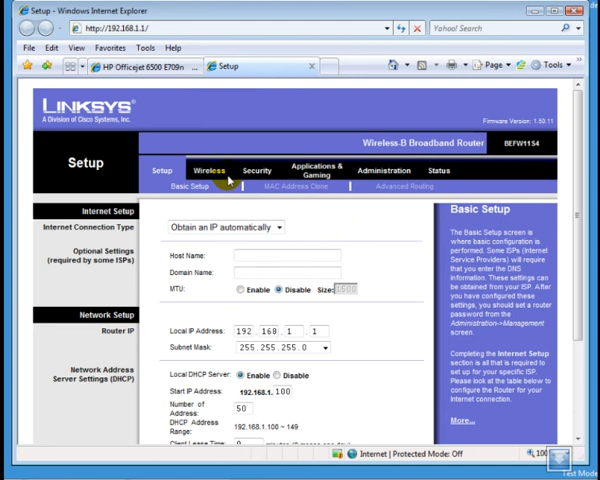 Setup - Windows Internet Explorer
http://192.168.1.1/
Yahoo! Search
File Edit View Favorites Tools Help
HP Officejet 6500 E709n ...
Setup
Page
Tools
LINKSYS®
A Division of Cisco Systems, Inc.
Firmware Version: 1.50.11
Wireless-B Broadband Router BEFW11S4
Setup
Setup Wireless Security Applications & Gaming Administration Status
Basic Setup MAC Address Clone Advanced Routing
Internet Setup
Internet Connection Type
Obtain an IP automatically
Optional Settings
(required by some ISPs)
Host Name:
Domain Name:
MTU: Enable Disable Size: 1500
Network Setup
Router IP
Local IP Address: 192 . 168 . 1 . 1
Subnet Mask: 255.255.255.0
Network Address
Server Settings (DHCP)
Local DHCP Server: Enable Disable
Start IP Address: 192.168.1. 100
Number of
Address: 50
DHCP
Address
Range: 192.168.1.100 ~ 149
Client Lease Time: 0
Basic Setup
The Basic Setup screen is
where basic configuration is
performed. Some ISPs (Internet
Service Providers) will require
that you enter the DNS
information. These settings can
be obtained from your ISP. After
you have configured these
settings, you should set a router
password from the
Administration->Management
screen.
Completing the Internet Setup
section is all that is required to
set up for your specific ISP.
Please look at the table below to
configure the Router for your
Internet connection.
More...
Internet | Protected Mode: Off
Test Mode